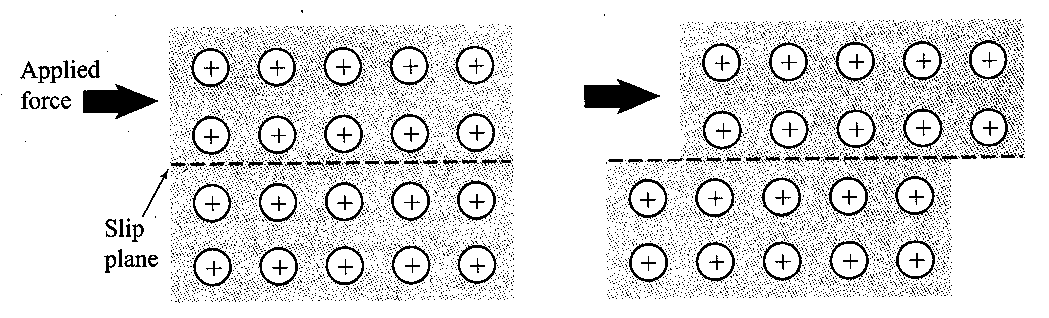 Applied
force
+ + + + +
+ + + + +
+ + + + +
+ + + + +
Slip
plane
+ + + + +
+ + + + +
+ + + + +
+ + + + +